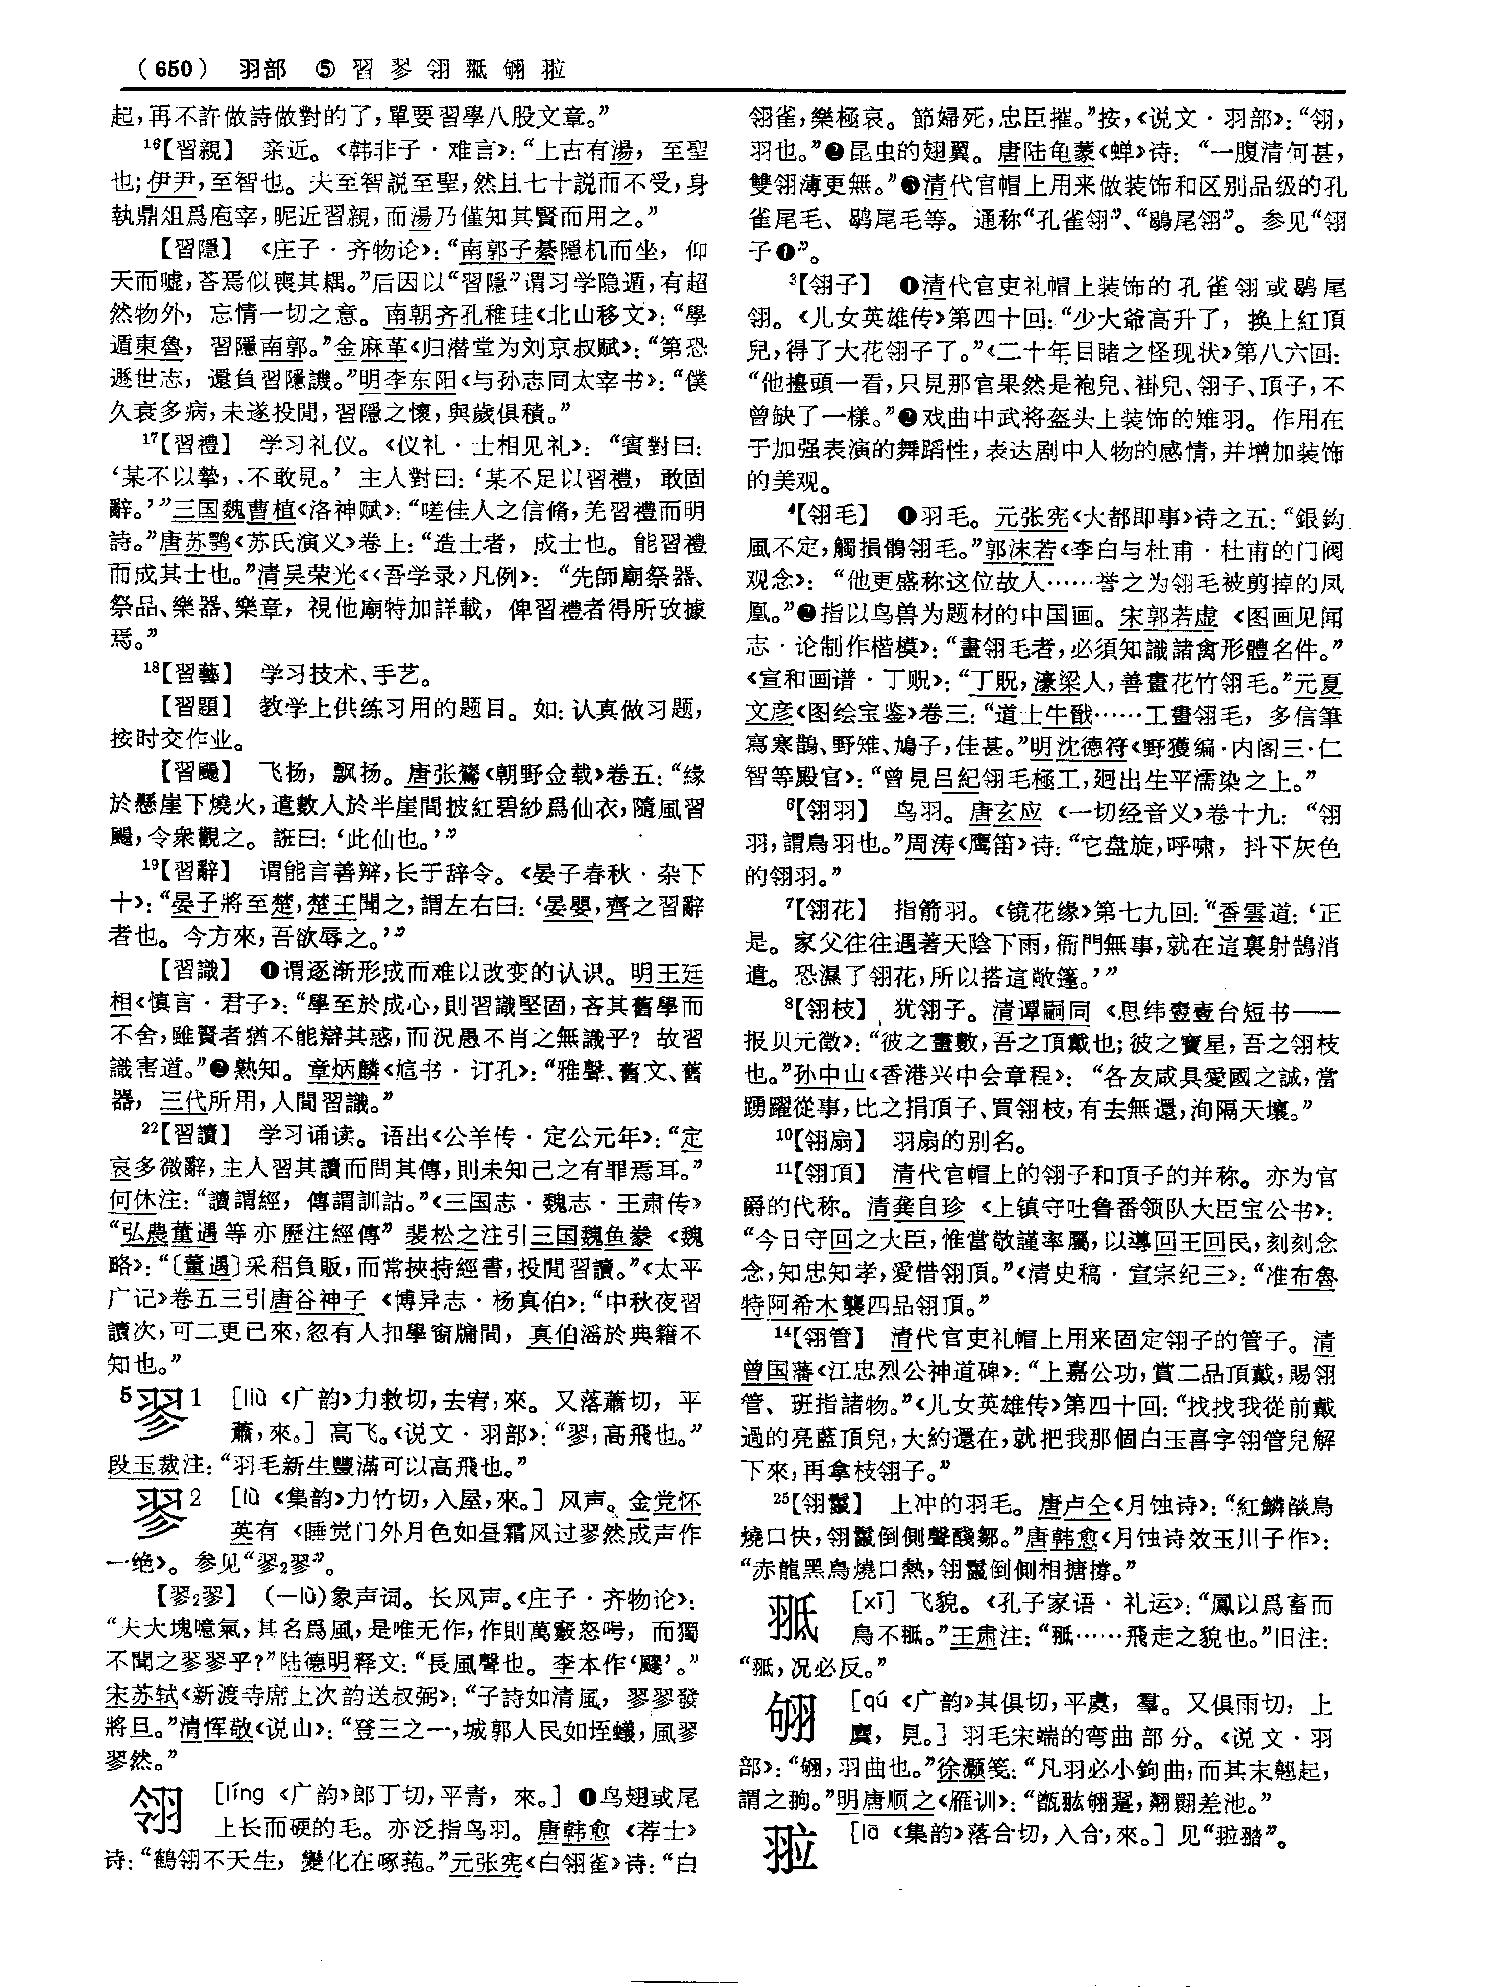 （650） 羽部 ⑤ 習 翏 翎 翐 翑 翋
起，再不許做詩做對的了，單要習學八股文章。”
16【習親】 亲近。《韩非子·难言》：“上古有湯，至聖
也；伊尹，至智也。夫至智説至聖，然且七十説而不受，身
執鼎俎爲庖宰，昵近習親，而湯乃僅知其賢而用之。”
【習隱】 《庄子·齐物论》：“南郭子綦隱机而坐，仰
天而噓，荅焉似喪其耦。”后因以“習隱”谓习学隐遁，有超
然物外，忘情一切之意。南朝齐孔稚珪《北山移文》：“學
遁東魯，習隱南郭。”金麻革《归潜堂为刘京叔赋》：“第恐
遯世志，還負習隱譏。”明李东阳《与孙志同太宰书》：“僕
久衰多病，未遂投閒，習隱之懷，與歲俱積。”
17【習禮】 学习礼仪。《仪礼·士相见礼》：“賓對曰：
‘某不以摯，不敢見。’主人對曰：‘某不足以習禮，敢固
辭。’”三国魏曹植《洛神赋》：“嗟佳人之信脩，羌習禮而明
詩。”唐苏鹗《苏氏演义》卷上：“造士者，成士也。能習禮
而成其士也。”清吴荣光《〈吾学录〉凡例》：“先師廟祭器、
祭品、樂器、樂章，視他廟特加詳載，俾習禮者得所攷據
焉。”
18【習藝】 学习技术、手艺。
【習題】 教学上供练习用的题目。如：认真做习题，
按时交作业。
【習颺】 飞扬，飘扬。唐张鷟《朝野佥载》卷五：“緣
於懸崖下燒火，遣數人於半崖間披紅碧紗爲仙衣，隨風習
颺，令衆觀之。誑曰：‘此仙也。’”
19【習辭】 谓能言善辩，长于辞令。《晏子春秋·杂下
十》：“晏子將至楚，楚王聞之，謂左右曰：‘晏嬰，齊之習辭
者也。今方來，吾欲辱之。’”
【習識】 ❶谓逐渐形成而难以改变的认识。明王廷
相《慎言·君子》：“學至於成心，則習識堅固，吝其舊學而
不舍，雖賢者猶不能辯其惑，而況愚不肖之無識乎？故習
識害道。”❷熟知。章炳麟《訄书·订孔》：“雅聲、舊文、舊
器，三代所用，人閒習識。”
22【習讀】 学习诵读。语出《公羊传·定公元年》：“定
哀多微辭，主人習其讀而問其傳，則未知己之有罪焉耳。”
何休注：“讀謂經，傳謂訓詁。”《三国志·魏志·王肃传》
“弘農董遇等亦歷注經傳”裴松之注引三国魏鱼豢《魏
略》：“〔董遇〕采稆負販，而常挾持經書，投閒習讀。”《太平
广记》卷五三引唐谷神子《博异志·杨真伯》：“中秋夜習
讀次，可二更已來，忽有人扣學窗牖間，真伯滛於典籍不
知也。”
5翏1 ［liù 《广韵》力救切，去宥，來。又落蕭切，平
蕭，來。］高飞。《说文·羽部》：“翏，高飛也。”
段玉裁注：“羽毛新生豐滿可以高飛也。”
翏2 ［lù 《集韵》力竹切，入屋，來。］风声。金党怀
英有《睡觉门外月色如昼霜风过翏然成声作
一绝》。参见“翏2翏”。
【翏2翏】 （—lù）象声词。长风声。《庄子·齐物论》：
“夫大塊噫氣，其名爲風，是唯无作，作則萬竅怒呺，而獨
不聞之翏翏乎？”陆德明释文：“長風聲也。李本作‘飂’。”
宋苏轼《新渡寺席上次韵送叔弼》：“子詩如清風，翏翏發
將旦。”清恽敬《说山》：“登三之一，城郭人民如垤蟻，風翏
翏然。”
翎 ［líng 《广韵》郎丁切，平青，來。］❶鸟翅或尾
上长而硬的毛。亦泛指鸟羽。唐韩愈《荐士》
诗：“鶴翎不天生，變化在啄菢。”元张宪《白翎雀》诗：“白
翎雀，樂極哀。節婦死，忠臣摧。”按，《说文·羽部》：“翎，
羽也。”❷昆虫的翅翼。唐陆龟蒙《蝉》诗：“一腹清何甚，
雙翎薄更無。”❸清代官帽上用来做装饰和区别品级的孔
雀尾毛、鹖尾毛等。通称“孔雀翎”、“鶡尾翎”。参见“翎
子❶”。
3【翎子】 ❶清代官吏礼帽上装饰的孔雀翎或鹖尾
翎。《儿女英雄传》第四十回：“少大爺高升了，換上紅頂
兒，得了大花翎子了。”《二十年目睹之怪现状》第八六回：
“他擡頭一看，只見那官果然是袍兒、褂兒、翎子、頂子，不
曾缺了一樣。”❷戏曲中武将盔头上装饰的雉羽。作用在
于加强表演的舞蹈性，表达剧中人物的感情，并增加装饰
的美观。
4【翎毛】 ❶羽毛。元张宪《大都即事》诗之五：“銀鈎
風不定，觸損鶻翎毛。”郭沫若《李白与杜甫·杜甫的门阀
观念》：“他更盛称这位故人……誉之为翎毛被剪掉的凤
凰。”❷指以鸟兽为题材的中国画。宋郭若虚《图画见闻
志·论制作楷模》：“畫翎毛者，必須知識諸禽形體名件。”
《宣和画谱·丁贶》：“丁貺，濠梁人，善畫花竹翎毛。”元夏
文彦《图绘宝鉴》卷三：“道士牛戬……工畫翎毛，多信筆
寫寒鵲、野雉、鳩子，佳甚。”明沈德符《野獲编·内阁三·仁
智等殿官》：“曾見吕紀翎毛極工，迥出生平濡染之上。”
6【翎羽】 鸟羽。唐玄应《一切经音义》卷十九：“翎
羽，謂鳥羽也。”周涛《鹰笛》诗：“它盘旋，呼啸，抖下灰色
的翎羽。”
7【翎花】 指箭羽。《镜花缘》第七九回：“香雲道：‘正
是。家父往往遇著天陰下雨，衙門無事，就在這裏射鵠消
遣。恐濕了翎花，所以搭這敞篷。’”
8【翎枝】 犹翎子。清谭嗣同《思纬壹壹台短书——
报贝元徵》：“彼之畫數，吾之頂戴也；彼之寶星，吾之翎枝
也。”孙中山《香港兴中会章程》：“各友咸具愛國之誠，當
踴躍從事，比之捐頂子、買翎枝，有去無還，洵隔天壤。”
10【翎扇】 羽扇的别名。
11【翎頂】 清代官帽上的翎子和頂子的并称。亦为官
爵的代称。清龚自珍《上镇守吐鲁番领队大臣宝公书》：
“今日守回之大臣，惟當敬謹率屬，以導回王回民，刻刻念
念，知忠知孝，愛惜翎頂。”《清史稿·宣宗纪三》：“准布魯
特阿希木襲四品翎頂。”
14【翎管】 清代官吏礼帽上用来固定翎子的管子。清
曾国藩《江忠烈公神道碑》：“上嘉公功，賞二品頂戴，賜翎
管、班指諸物。”《儿女英雄传》第四十回：“找找我從前戴
過的亮藍頂兒，大約還在，就把我那個白玉喜字翎管兒解
下來，再拿枝翎子。”
25【翎鬣】 上冲的羽毛。唐卢仝《月蚀诗》：“紅鱗燄鳥
燒口快，翎鬣倒側聲醆鄒。”唐韩愈《月蚀诗效玉川子作》：
“赤龍黑鳥燒口熱，翎鬣倒側相搪撐。”
翐 ［xī］飞貌。《孔子家语·礼运》：“鳳以爲畜而
鳥不翐。”王肃注：“翐……飛走之貌也。”旧注：
“翐，况必反。”
翑 ［qú 《广韵》其俱切，平虞，羣。又俱雨切，上
麌，見。］羽毛末端的弯曲部分。《说文·羽
部》：“翑，羽曲也。”徐灏笺：“凡羽必小鉤曲，而其末翹起，
謂之翑。”明唐顺之《雁训》：“甑肱翑翟，翱翾差池。”
翋 ［lā 《集韵》落合切，入合，來。］见“翋𦑇”。